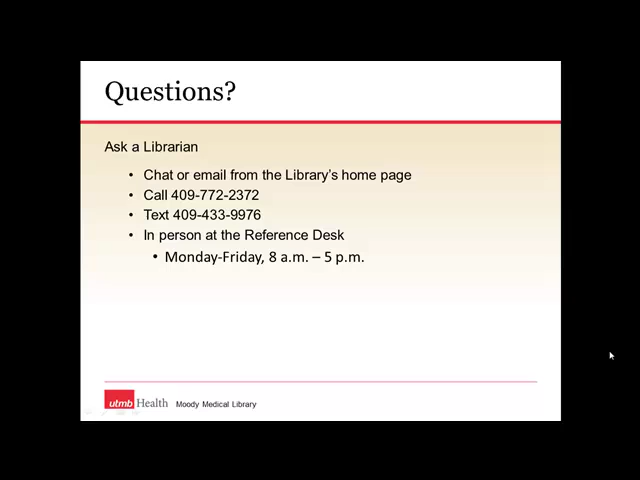 Questions?
Ask a Librarian
• Chat or email from the Library's home page
• Call 409-772-2372
• Text 409-433-9976
• In person at the Reference Desk
• Monday-Friday, 8 a.m. – 5 p.m.
utmb Health Moody Medical Library